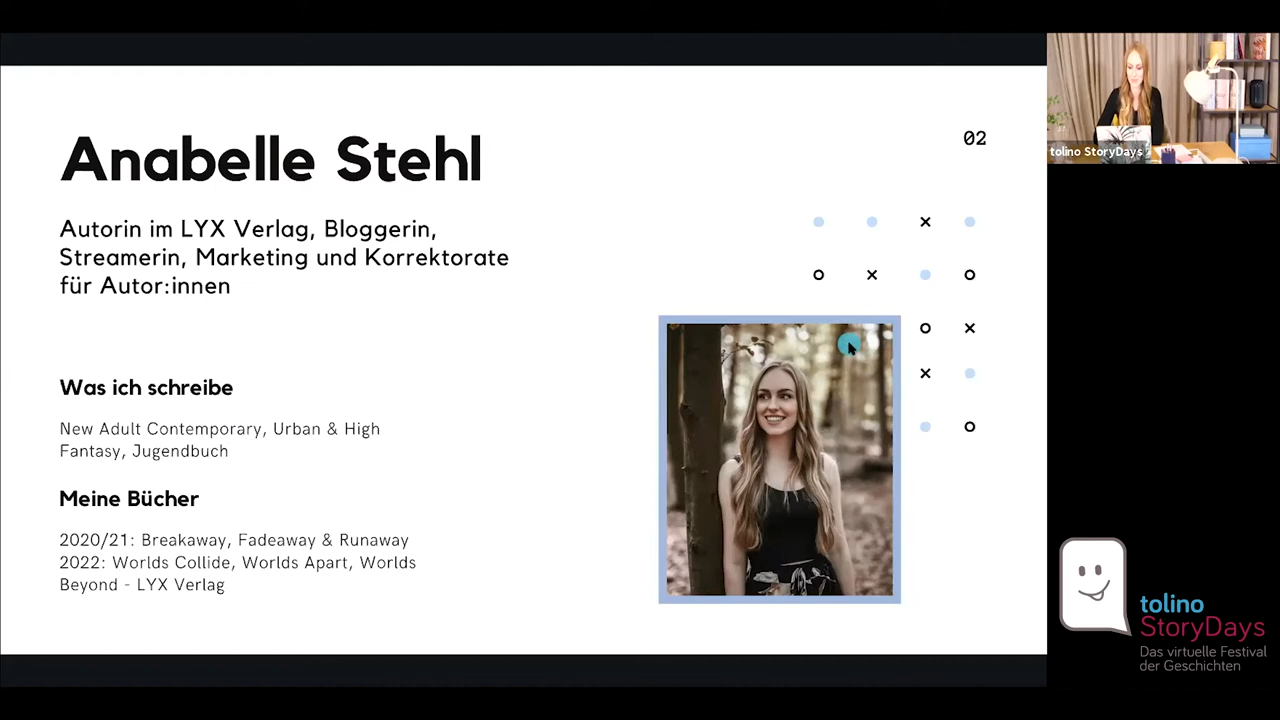 Anabelle Stehl
02
Autorin im LYX Verlag, Bloggerin,
Streamerin, Marketing und Korrektorate
für Autor:innen
Was ich schreibe
New Adult Contemporary, Urban & High
Fantasy, Jugendbuch
Meine Bücher
2020/21: Breakaway, Fadeaway & Runaway
2022: Worlds Collide, Worlds Apart, Worlds
Beyond - LYX Verlag
tolino StoryDays 2
tolino
StoryDays
Das virtuelle Festival
der Geschichten